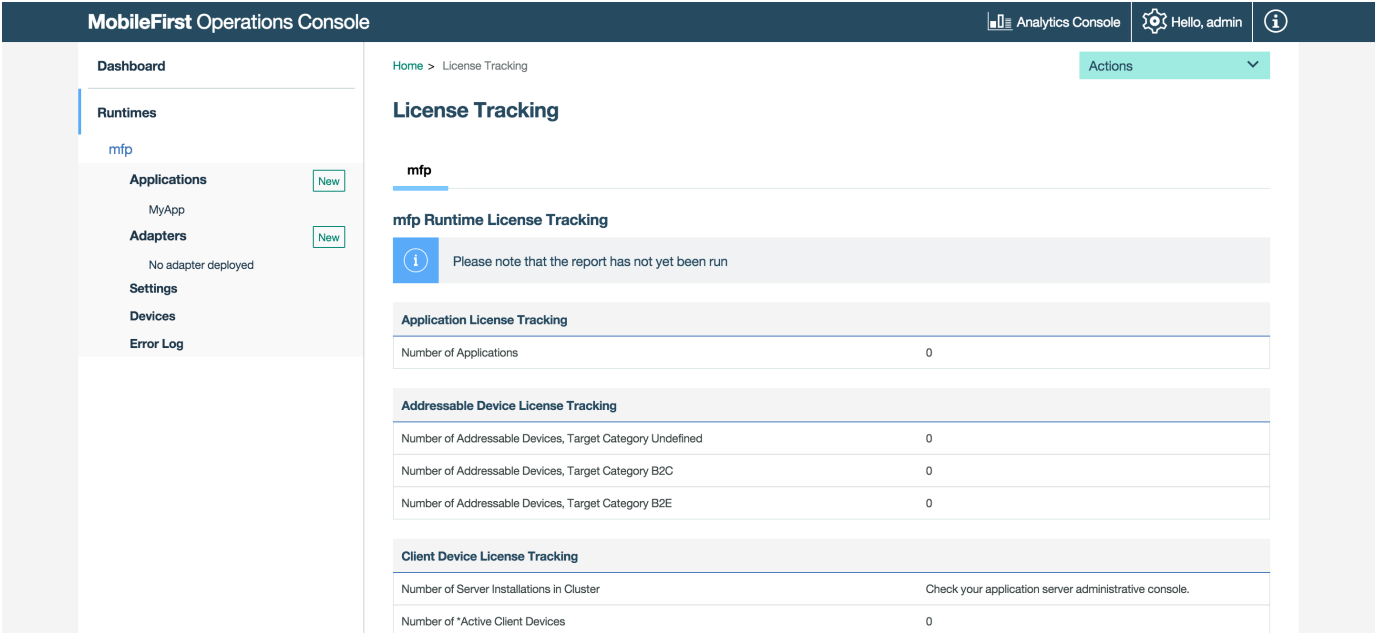 MobileFirst Operations Console
Analytics Console
Hello, admin
Dashboard
Runtimes
mfp
Applications New
MyApp
Adapters New
No adapter deployed
Settings
Devices
Error Log
Home > License Tracking
Actions
License Tracking
mfp
mfp Runtime License Tracking
Please note that the report has not yet been run
Application License Tracking
Number of Applications 0
Addressable Device License Tracking
Number of Addressable Devices, Target Category Undefined 0
Number of Addressable Devices, Target Category B2C 0
Number of Addressable Devices, Target Category B2E 0
Client Device License Tracking
Number of Server Installations in Cluster Check your application server administrative console.
Number of *Active Client Devices 0